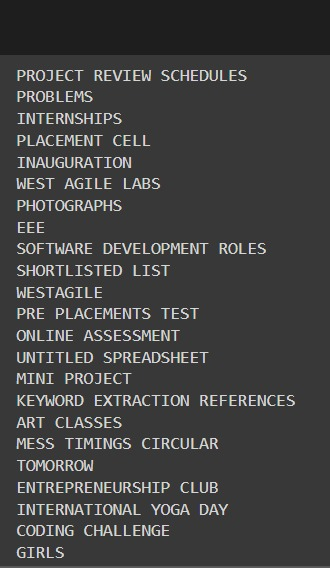 PROJECT REVIEW SCHEDULES
PROBLEMS
INTERNSHIPS
PLACEMENT CELL
INAUGURATION
WEST AGILE LABS
PHOTOGRAPHS
EEE
SOFTWARE DEVELOPMENT ROLES
SHORTLISTED LIST
WESTAGILE
PRE PLACEMENTS TEST
ONLINE ASSESSMENT
UNTITLED SPREADSHEET
MINI PROJECT
KEYWORD EXTRACTION REFERENCES
ART CLASSES
MESS TIMINGS CIRCULAR
TOMORROW
ENTREPRENEURSHIP CLUB
INTERNATIONAL YOGA DAY
CODING CHALLENGE
GIRLS